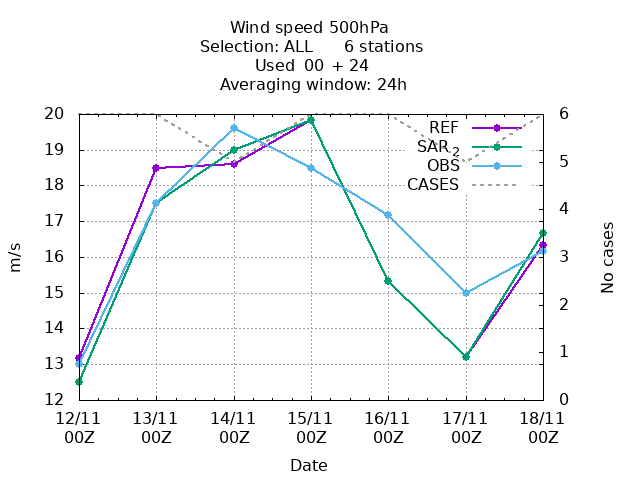 Wind speed 500hPa
Selection: ALL 6 stations
Used 00 + 24
Averaging window: 24h
20
19
18
17
16
15
14
13
12
m/s
6
5
4
3
2
1
0
No cases
REF
SAR_2
OBS
CASES
12/11 13/11 14/11 15/11 16/11 17/11 18/11
00Z 00Z 00Z 00Z 00Z 00Z 00Z
Date